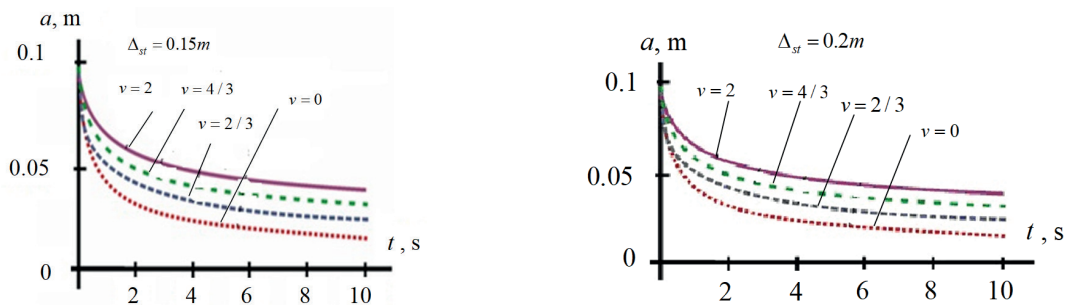 a, m
0.1
Δst = 0.15m
ν = 2
ν = 4/3
ν = 0
ν = 2/3
0.05
t, s
0
2 4 6 8 10
a, m
Δst = 0.2m
0.1
ν = 2
ν = 4/3
ν = 2/3
ν = 0
0.05
t, s
0
2 4 6 8 10